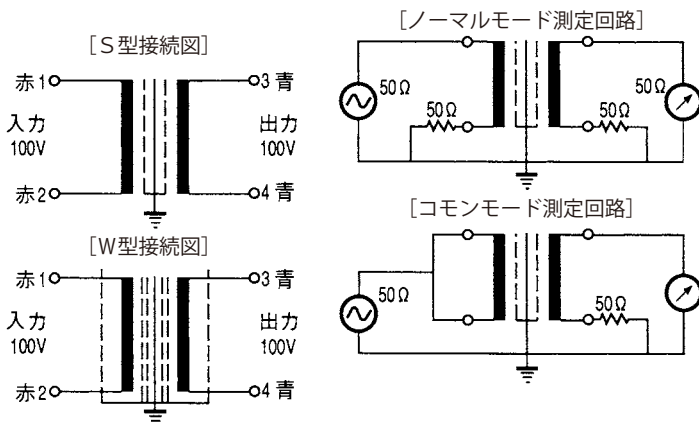 [S型接続図]
赤1
3 青
入力
100V
出力
100V
赤2
4 青
[W型接続図]
赤1
3 青
入力
100V
出力
100V
赤2
4 青
[ノーマルモード測定回路]
50Ω
50Ω
50Ω
50Ω
[コモンモード測定回路]
50Ω
50Ω